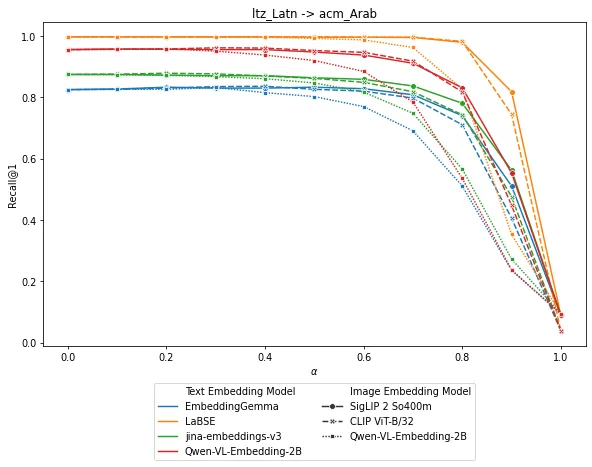 ltz_Latn -> acm_Arab
Recall@1
1.0
0.8
0.6
0.4
0.2
0.0
0.0 0.2 0.4 0.6 0.8 1.0
α
Text Embedding Model Image Embedding Model
EmbeddingGemma SigLIP 2 So400m
LaBSE CLIP ViT-B/32
jina-embeddings-v3 Qwen-VL-Embedding-2B
Qwen-VL-Embedding-2B